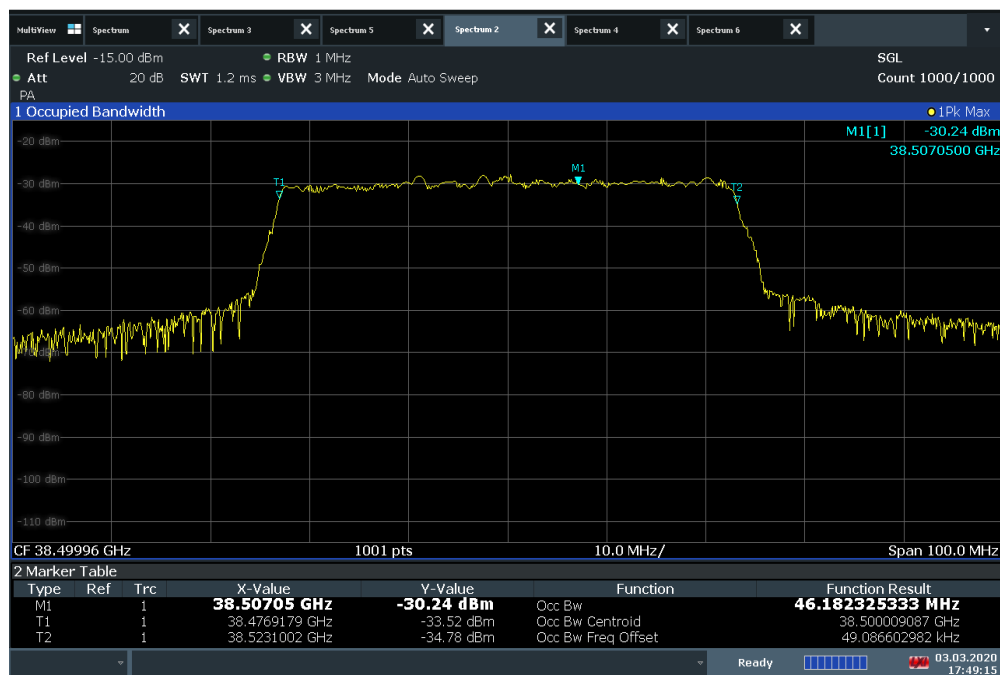 MultiView Spectrum X Spectrum 3 X Spectrum 5 X Spectrum 2 X Spectrum 4 X Spectrum 6 X
Ref Level -15.00 dBm RBW 1 MHz SGL
Att 20 dB SWT 1.2 ms VBW 3 MHz Mode Auto Sweep Count 1000/1000
PA
1 Occupied Bandwidth 1Pk Max
M1[1] -30.24 dBm
38.5070500 GHz
-20 dBm
M1
T1
-30 dBm
T2
-40 dBm
-50 dBm
-60 dBm
-70 dBm
-80 dBm
-90 dBm
-100 dBm
-110 dBm
CF 38.49996 GHz 1001 pts 10.0 MHz/ Span 100.0 MHz
2 Marker Table
Type Ref Trc X-Value Y-Value Function Function Result
M1 1 38.50705 GHz -30.24 dBm Occ Bw 46.182325333 MHz
T1 1 38.4769179 GHz -33.52 dBm Occ Bw Centroid 38.500009087 GHz
T2 1 38.5231002 GHz -34.78 dBm Occ Bw Freq Offset 49.086602982 kHz
Ready 03.03.2020
17:49:15